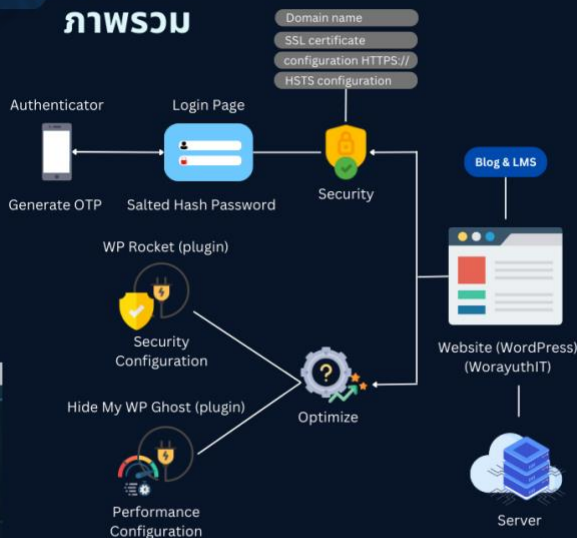 ภาพรวม
Domain name
SSL certificate
configuration HTTPS://
HSTS configuration
Authenticator
Login Page
Generate OTP
Salted Hash Password
Security
Blog & LMS
WP Rocket (plugin)
Security
Configuration
Website (WordPress)
(WorayuthIT)
Hide My WP Ghost (plugin)
Optimize
Performance
Configuration
Server